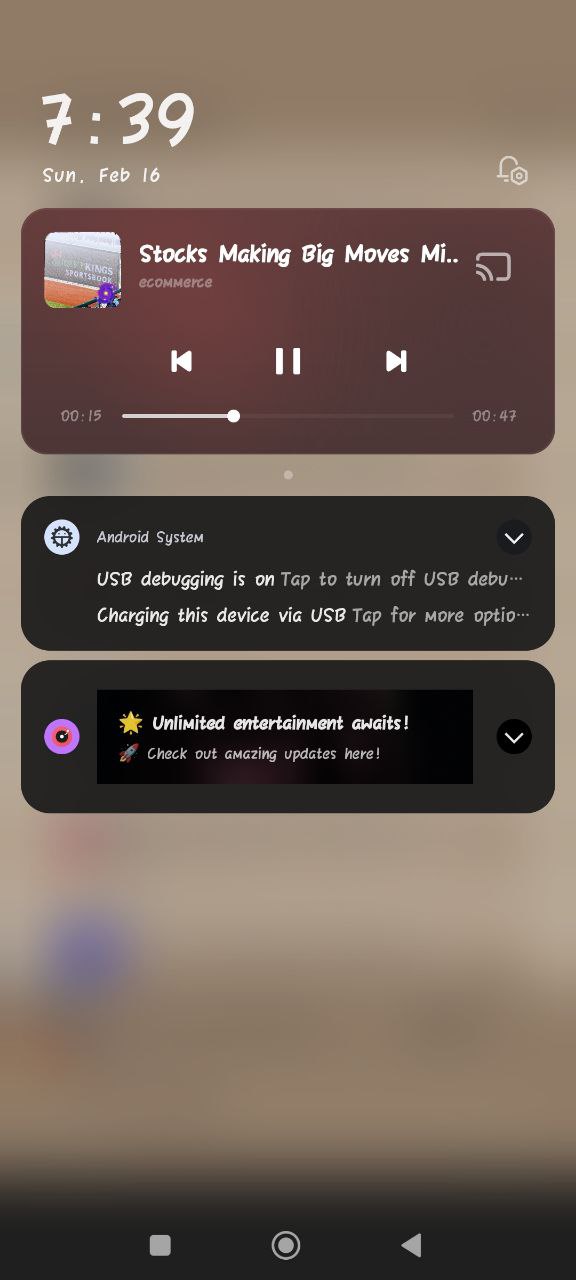 7:39
Sun, Feb 16
KINGS
SPORTSBOOK
Stocks Making Big Moves Mi..
ecommerce
00:15
00:47
Android System
USB debugging is on Tap to turn off USB debu...
Charging this device via USB Tap for more optio...
🌟 Unlimited entertainment awaits!
🚀 Check out amazing updates here!